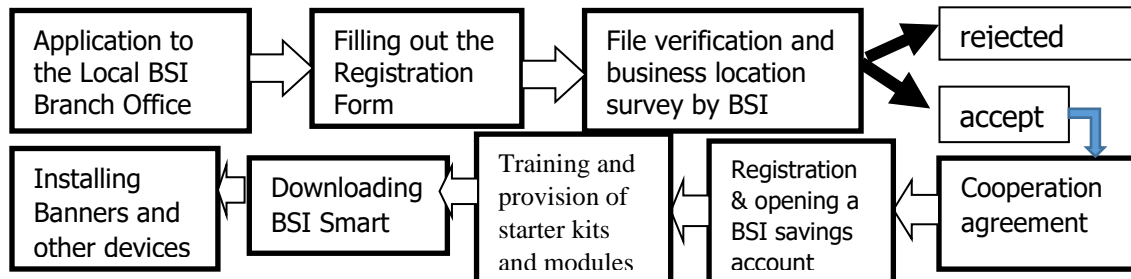 Application to
the Local BSI
Branch Office
Filling out the
Registration
Form
File verification and
business location
survey by BSI
rejected
accept
Cooperation
agreement
Registration
& opening a
BSI savings
account
Training and
provision of
starter kits
and modules
Downloading
BSI Smart
Installing
Banners and
other devices